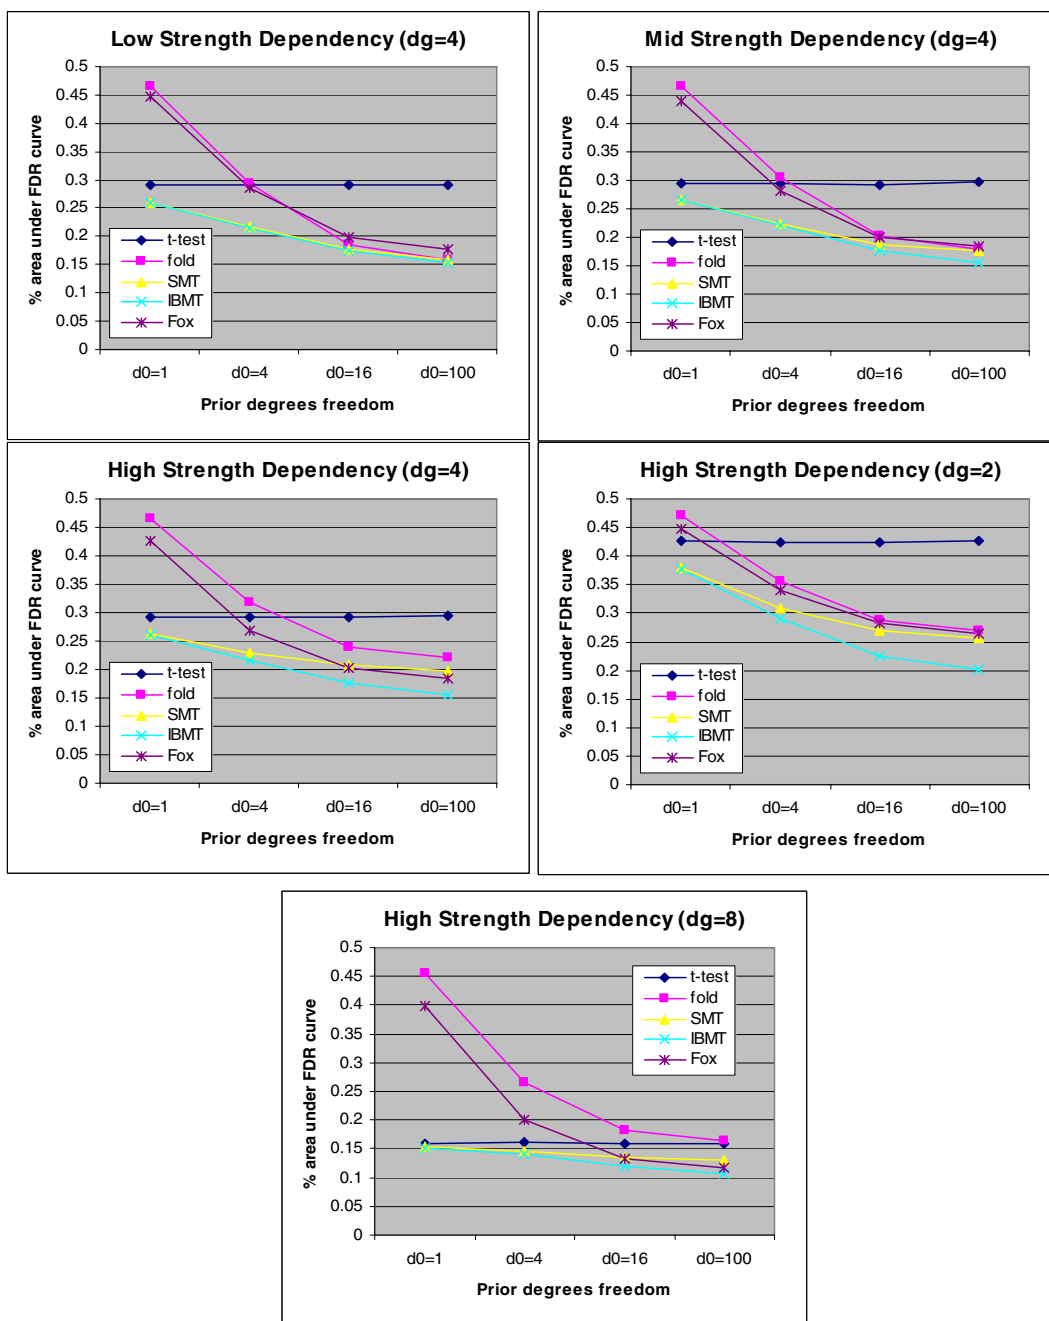 Low Strength Dependency (dg=4)
% area under FDR curve
0.5
0.45
0.4
0.35
0.3
0.25
0.2
0.15
0.1
0.05
0
t-test
fold
SMT
IBMT
Fox
d0=1 d0=4 d0=16 d0=100
Prior degrees freedom
Mid Strength Dependency (dg=4)
% area under FDR curve
0.5
0.45
0.4
0.35
0.3
0.25
0.2
0.15
0.1
0.05
0
t-test
fold
SMT
IBMT
Fox
d0=1 d0=4 d0=16 d0=100
Prior degrees freedom
High Strength Dependency (dg=4)
% area under FDR curve
0.5
0.45
0.4
0.35
0.3
0.25
0.2
0.15
0.1
0.05
0
t-test
fold
SMT
IBMT
Fox
d0=1 d0=4 d0=16 d0=100
Prior degrees freedom
High Strength Dependency (dg=2)
% area under FDR curve
0.5
0.45
0.4
0.35
0.3
0.25
0.2
0.15
0.1
0.05
0
t-test
fold
SMT
IBMT
Fox
d0=1 d0=4 d0=16 d0=100
Prior degrees freedom
High Strength Dependency (dg=8)
% area under FDR curve
0.5
0.45
0.4
0.35
0.3
0.25
0.2
0.15
0.1
0.05
0
t-test
fold
SMT
IBMT
Fox
d0=1 d0=4 d0=16 d0=100
Prior degrees freedom